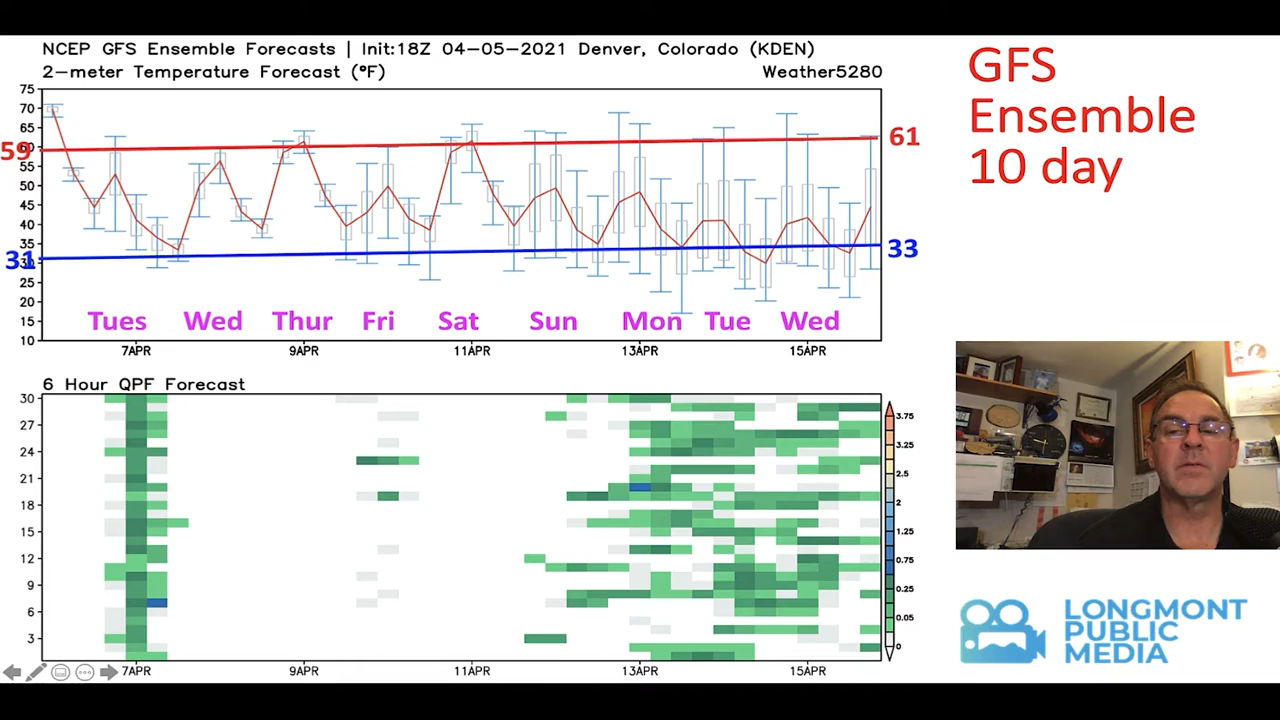 NCEP GFS Ensemble Forecasts | Init:18Z 04-05-2021 Denver, Colorado (KDEN)
2-meter Temperature Forecast (°F)
Weather5280
75
70
65
60
55
50
45
40
35
30
25
20
15
10
59
31
61
33
Tues Wed Thur Fri Sat Sun Mon Tue Wed
7APR 9APR 11APR 13APR 15APR
6 Hour QPF Forecast
30
27
24
21
18
15
12
9
6
3
7APR 9APR 11APR 13APR 15APR
3.75
3.25
2.5
2
1.25
0.75
0.25
0.05
0
GFS
Ensemble
10 day
LONGMONT
PUBLIC
MEDIA